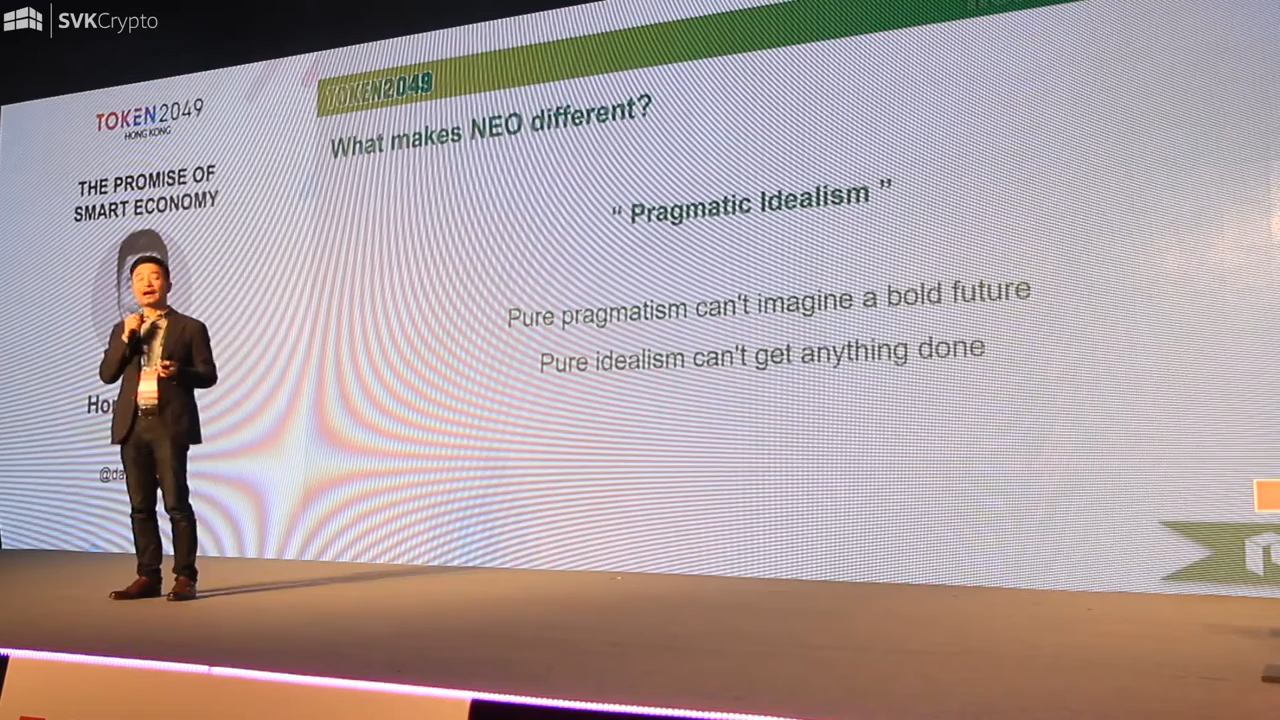 SVKCrypto
TOKEN2049
HONG KONG
THE PROMISE OF
SMART ECONOMY
TOKEN2049
What makes NEO different?
“ Pragmatic Idealism ”
Pure pragmatism can't imagine a bold future
Pure idealism can't get anything done